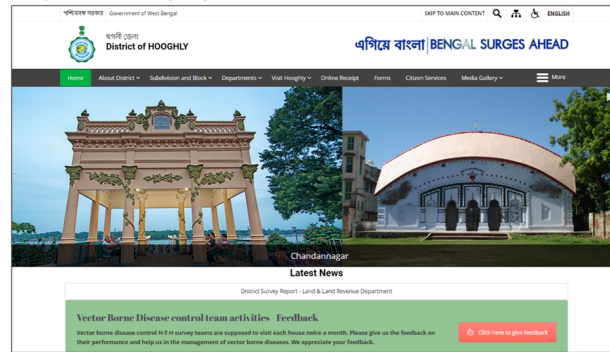 পশ্চিমবঙ্গ সরকার Government of West Bengal SKIP TO MAIN CONTENT ENGLISH
হুগলী জেলা
District of HOOGHLY
এগিয়ে বাংলা BENGAL SURGES AHEAD
Home About District Subdivision and Block Departments Visit Hooghly Online Receipt Forms Citizen Services Media Gallery More
Chandannagar
Latest News
District Survey Report - Land & Land Revenue Department
Vector Borne Disease control team activities - Feedback
Vector borne disease control H-T-H survey teams are supposed to visit each house twice a month. Please give us the feedback on
their performance and help us in the management of vector borne diseases. We appreciate your feedback.
Click here to give feedback